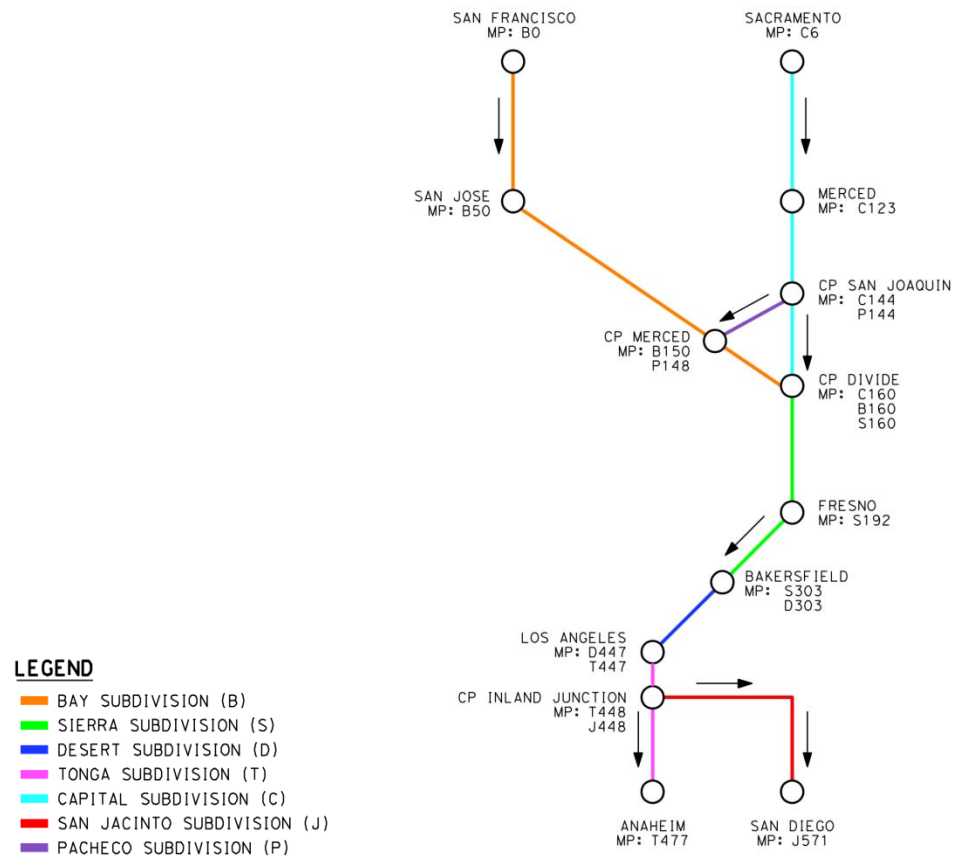 SAN FRANCISCO
MP: B0
SACRAMENTO
MP: C6
SAN JOSE
MP: B50
MERCED
MP: C123
CP SAN JOAQUIN
MP: C144
P144
CP MERCED
MP: B150
P148
CP DIVIDE
MP: C160
B160
S160
FRESNO
MP: S192
BAKERSFIELD
MP: S303
D303
LOS ANGELES
MP: D447
T447
CP INLAND JUNCTION
MP: T448
J448
ANAHEIM
MP: T477
SAN DIEGO
MP: J571
LEGEND
BAY SUBDIVISION (B)
SIERRA SUBDIVISION (S)
DESERT SUBDIVISION (D)
TONGA SUBDIVISION (T)
CAPITAL SUBDIVISION (C)
SAN JACINTO SUBDIVISION (J)
PACHECO SUBDIVISION (P)